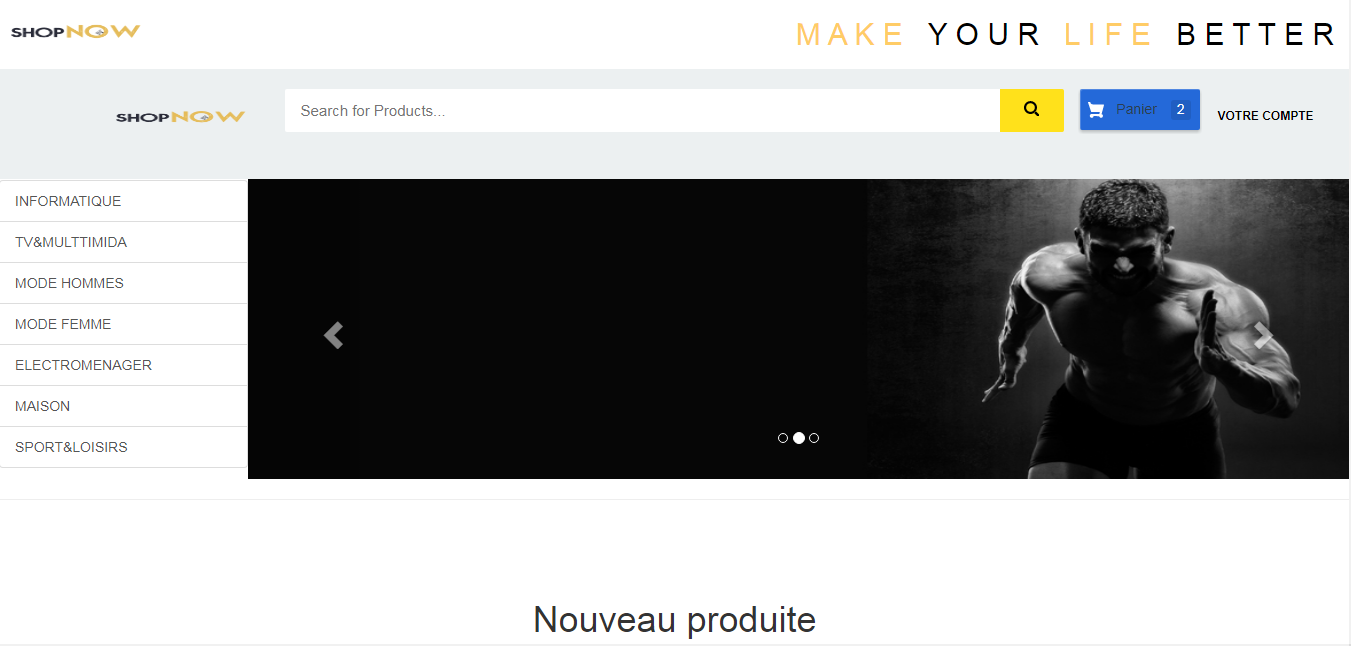 SHOPNOW
MAKE YOUR LIFE BETTER
SHOPNOW
Search for Products...
Panier 2
VOTRE COMPTE
INFORMATIQUE
TV&MULTTIMIDA
MODE HOMMES
MODE FEMME
ELECTROMENAGER
MAISON
SPORT&LOISIRS
Nouveau produite